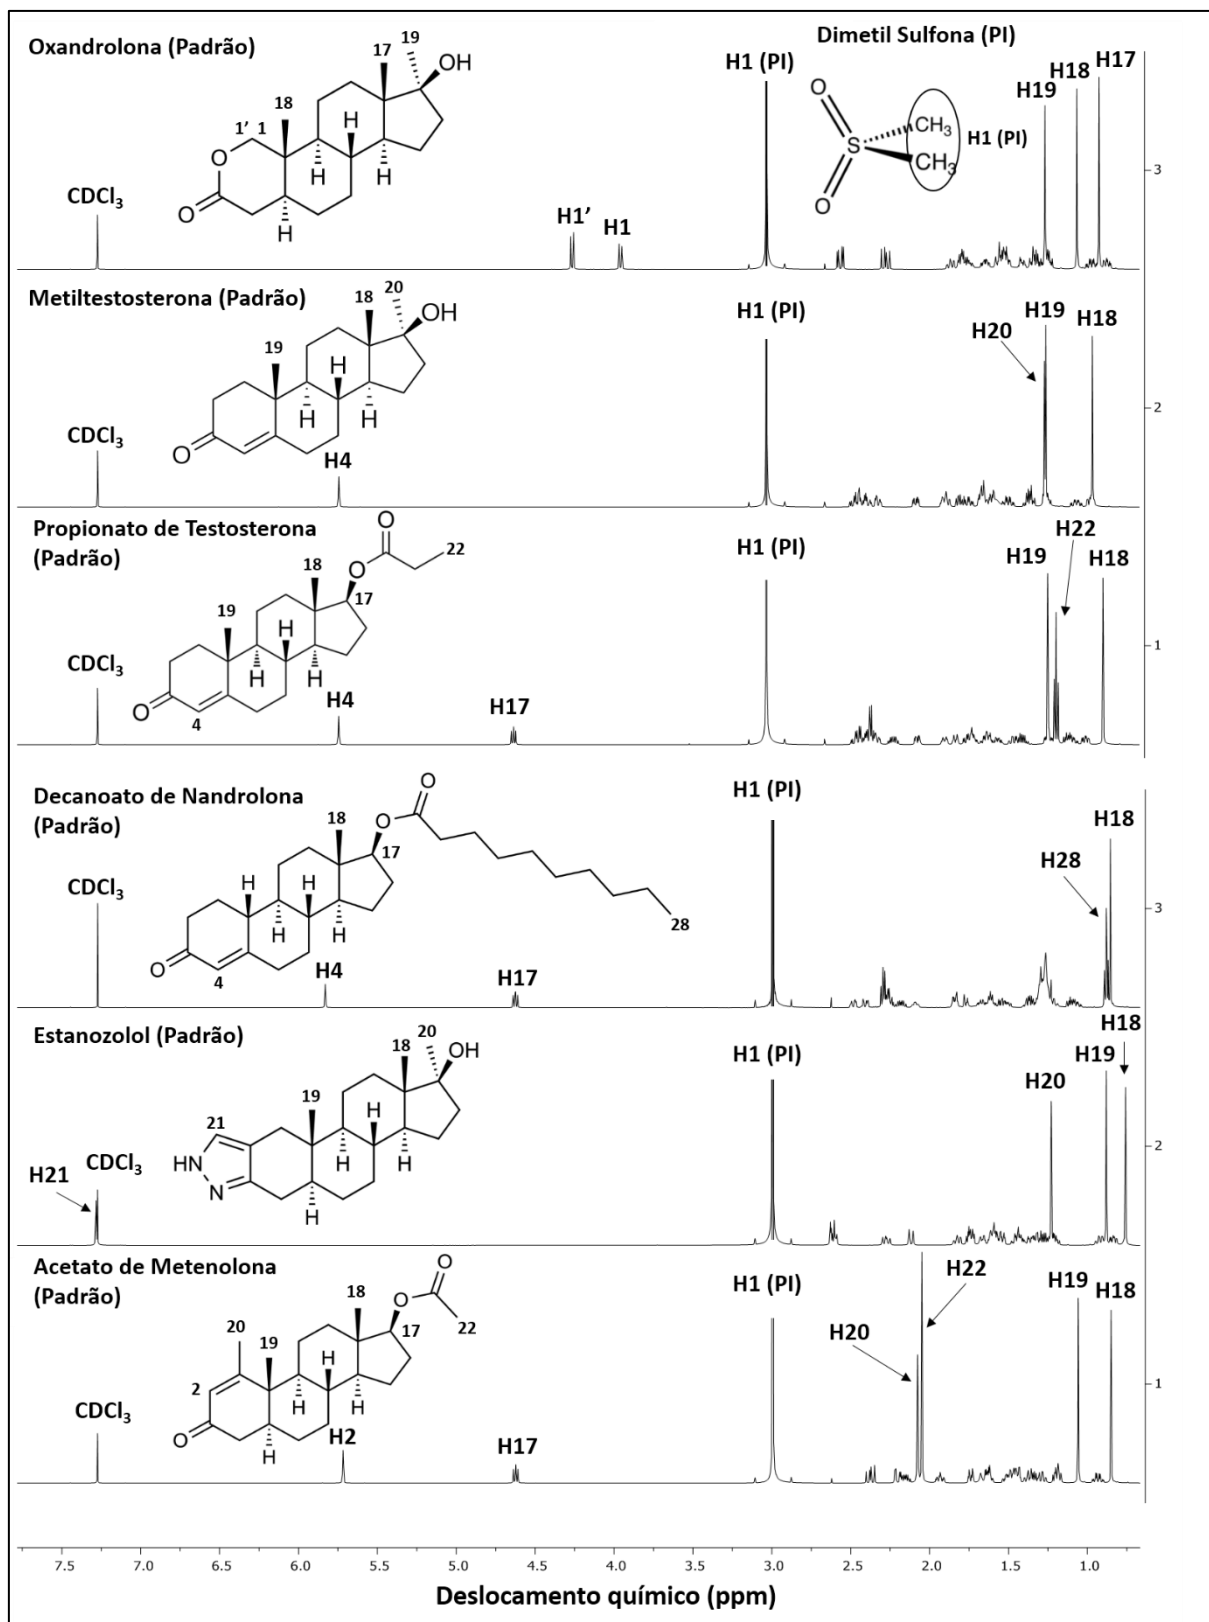 Oxandrolona (Padrão)
19
17
OH
18
1' 1
O
O
H
H
H
H
CDCl₃
H1'
H1
H1 (PI)
Dimetil Sulfona (PI)
O
S
O
CH₃
CH₃
H1 (PI)
H19
H18
H17
3
Metiltestosterona (Padrão)
20
18
OH
19
O
H
H
H
CDCl₃
H4
H1 (PI)
H20
H19
H18
2
Propionato de Testosterona
(Padrão)
O
22
O
18
17
19
O
4
H
H
H
CDCl₃
H4
H17
H1 (PI)
H19
H22
H18
1
Decanoato de Nandrolona
(Padrão)
O
O
18
17
28
O
4
H
H
H
H
CDCl₃
H4
H17
H1 (PI)
H28
H18
3
Estanozolol (Padrão)
20
18
OH
19
21
HN
N
H
H
H
H
H21
CDCl₃
H1 (PI)
H20
H19
H18
2
Acetato de Metenolona
(Padrão)
O
O
22
18
17
20
19
2
O
H
H
H
H
CDCl₃
H2
H17
H1 (PI)
H20
H22
H19
H18
1
7.5 7.0 6.5 6.0 5.5 5.0 4.5 4.0 3.5 3.0 2.5 2.0 1.5 1.0
Deslocamento químico (ppm)